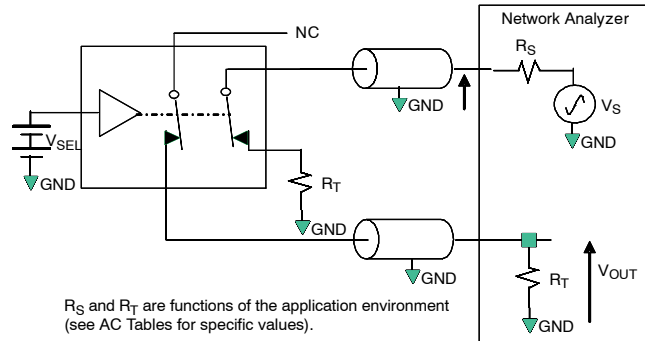 Network Analyzer
NC
R_S
GND
V_S
GND
V_SEL
GND
R_T
GND
GND
R_T
V_OUT
GND
R_S and R_T are functions of the application environment
(see AC Tables for specific values).